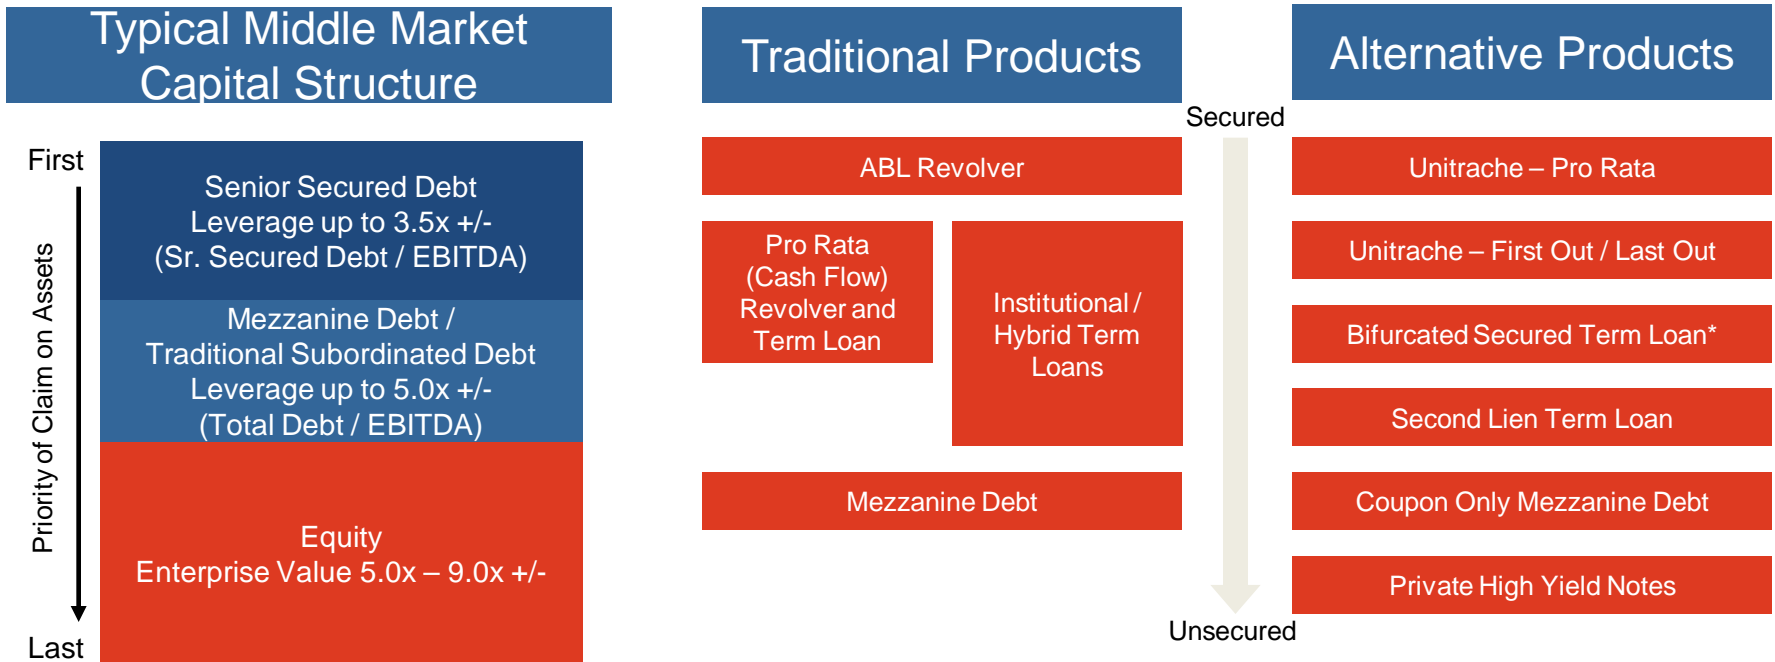 Typical Middle Market
Capital Structure
First
Priority of Claim on Assets
Last
Senior Secured Debt
Leverage up to 3.5x +/-
(Sr. Secured Debt / EBITDA)
Mezzanine Debt /
Traditional Subordinated Debt
Leverage up to 5.0x +/-
(Total Debt / EBITDA)
Equity
Enterprise Value 5.0x – 9.0x +/-
Traditional Products
ABL Revolver
Pro Rata
(Cash Flow)
Revolver and
Term Loan
Institutional /
Hybrid Term
Loans
Mezzanine Debt
Secured
Unsecured
Alternative Products
Unitrache – Pro Rata
Unitrache – First Out / Last Out
Bifurcated Secured Term Loan*
Second Lien Term Loan
Coupon Only Mezzanine Debt
Private High Yield Notes